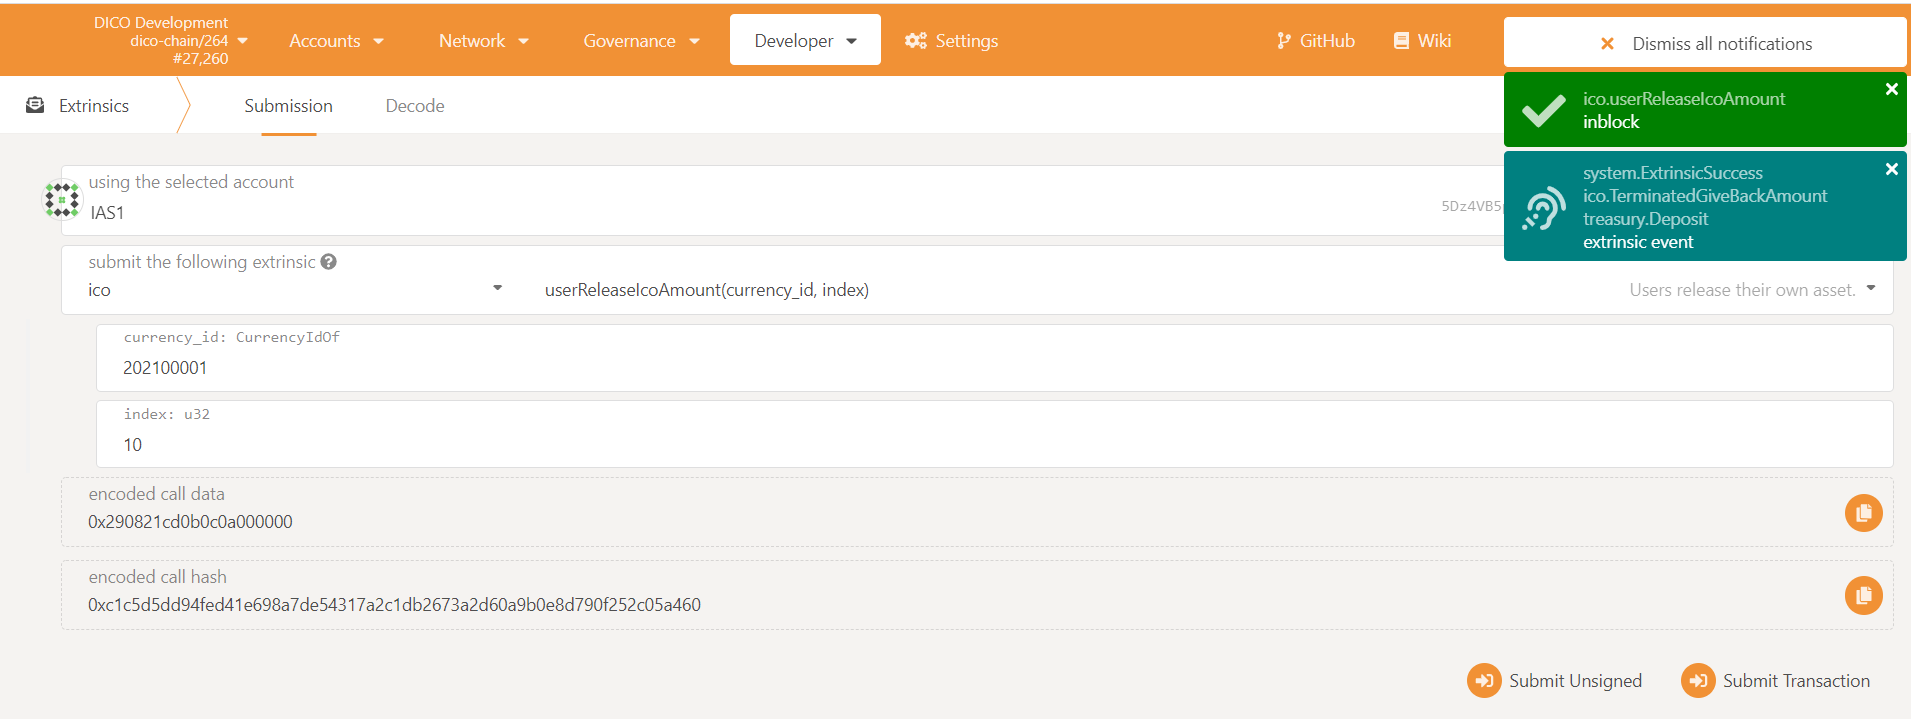 DICO Development
dico-chain/264
#27,260
Accounts
Network
Governance
Developer
Settings
GitHub
Wiki
Dismiss all notifications
Extrinsics
Submission
Decode
ico.userReleaseIcoAmount
inblock
system.ExtrinsicSuccess
ico.TerminatedGiveBackAmount
treasury.Deposit
extrinsic event
using the selected account
IAS1
5Dz4VB5
submit the following extrinsic
ico
userReleaseIcoAmount(currency_id, index)
Users release their own asset.
currency_id: CurrencyIdOf
202100001
index: u32
10
encoded call data
0x290821cd0b0c0a000000
encoded call hash
0xc1c5d5dd94fed41e698a7de54317a2c1db2673a2d60a9b0e8d790f252c05a460
Submit Unsigned
Submit Transaction